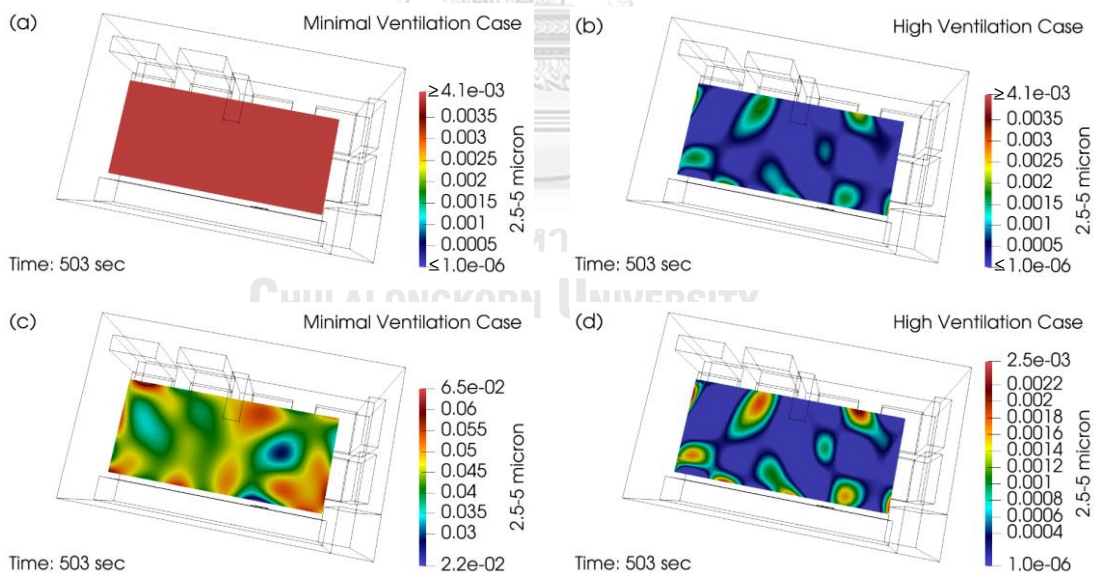 (a)
Minimal Ventilation Case
≥4.1e-03
0.0035
0.003
0.0025
0.002
0.0015
0.001
0.0005
≤1.0e-06
2.5-5 micron
Time: 503 sec
(b)
High Ventilation Case
≥4.1e-03
0.0035
0.003
0.0025
0.002
0.0015
0.001
0.0005
≤1.0e-06
2.5-5 micron
Time: 503 sec
CHULALONGKORN UNIVERSITY
(c)
Minimal Ventilation Case
6.5e-02
0.06
0.055
0.05
0.045
0.04
0.03
2.2e-02
2.5-5 micron
Time: 503 sec
(d)
High Ventilation Case
2.5e-03
0.0022
0.002
0.0018
0.0016
0.0014
0.0012
0.001
0.0008
0.0006
0.0004
1.0e-06
2.5-5 micron
Time: 503 sec